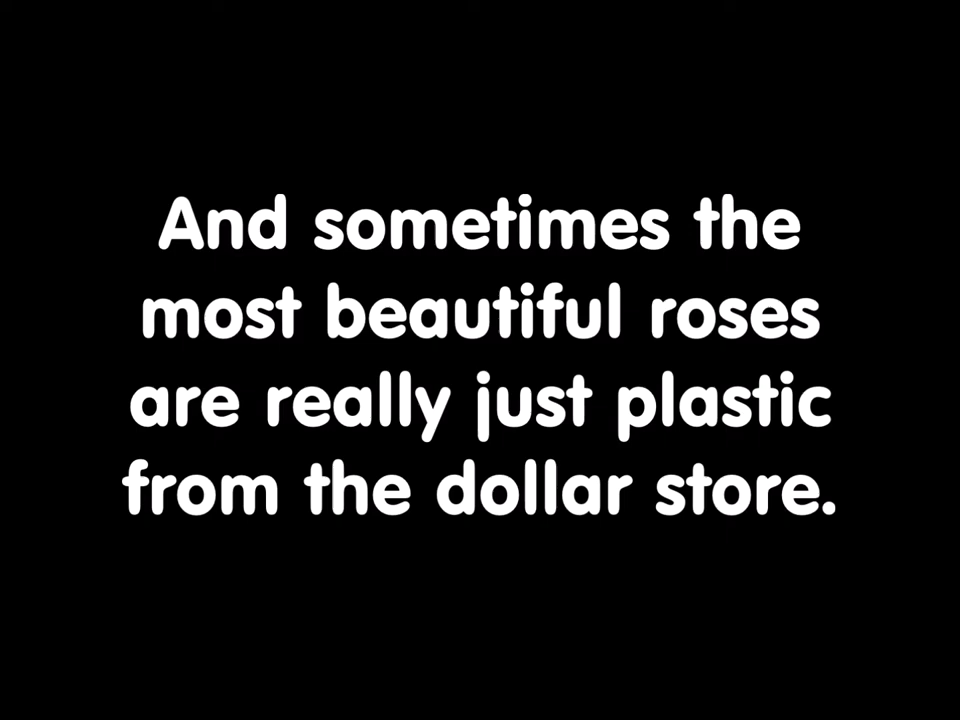 And sometimes the
most beautiful roses
are really just plastic
from the dollar store.